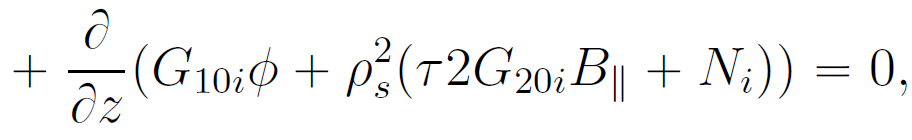 + \frac{\partial}{\partial z}(G_{10i}\phi + \rho_s^2(\tau 2G_{20i}B_{\parallel} + N_i)) = 0,